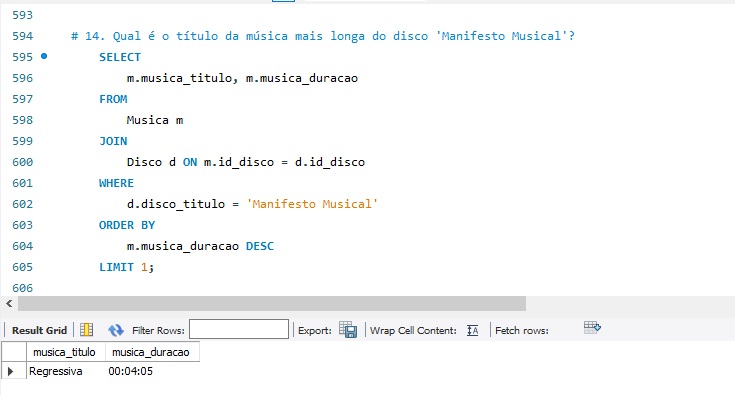 593
594 # 14. Qual é o título da música mais longa do disco 'Manifesto Musical'?
595 SELECT
596 m.musica_titulo, m.musica_duracao
597 FROM
598 Musica m
599 JOIN
600 Disco d ON m.id_disco = d.id_disco
601 WHERE
602 d.disco_titulo = 'Manifesto Musical'
603 ORDER BY
604 m.musica_duracao DESC
605 LIMIT 1;
606
Result Grid Filter Rows: Export: Wrap Cell Content: Fetch rows:
musica_titulo musica_duracao
Regressiva 00:04:05